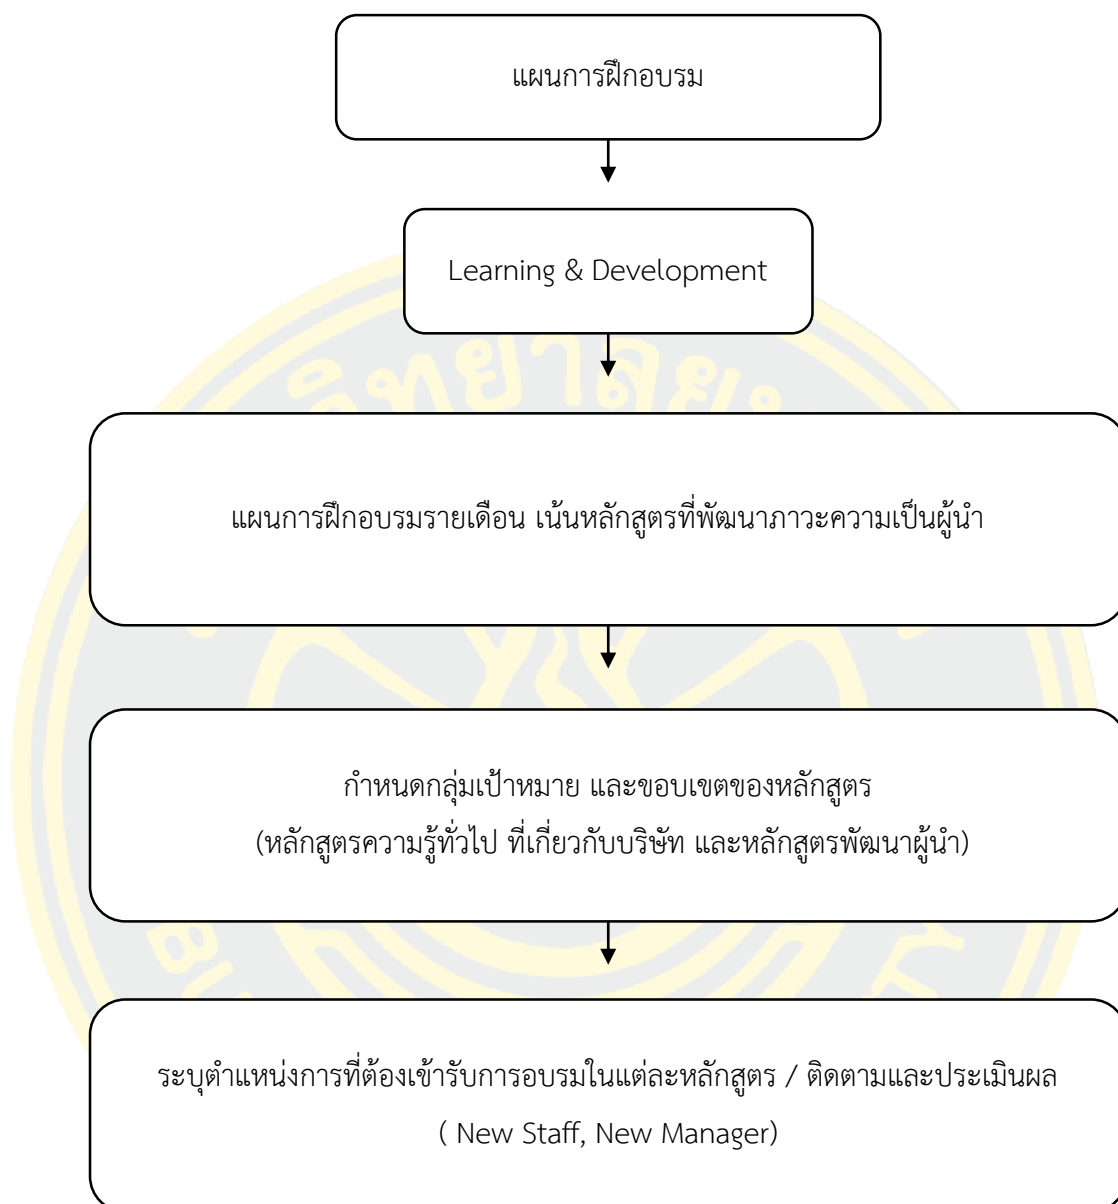 แผนการฝึกอบรม
Learning & Development
แผนการฝึกอบรมรายเดือน เน้นหลักสูตรที่พัฒนาภาวะความเป็นผู้นำ
กำหนดกลุ่มเป้าหมาย และขอบเขตของหลักสูตร
(หลักสูตรความรู้ทั่วไป ที่เกี่ยวกับบริษัท และหลักสูตรพัฒนาผู้นำ)
ระบุตำแหน่งการที่ต้องเข้ารับการอบรมในแต่ละหลักสูตร / ติดตามและประเมินผล
( New Staff, New Manager)